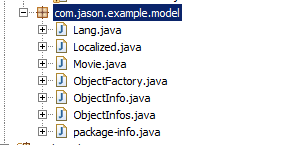 com.jason.example.model
Lang.java
Localized.java
Movie.java
ObjectFactory.java
ObjectInfo.java
ObjectInfos.java
package-info.java